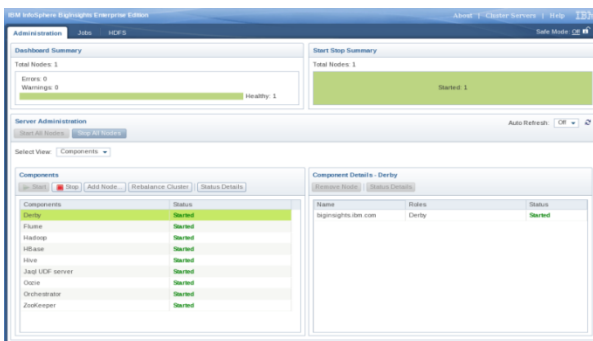 IBM InfoSphere BigInsights Enterprise Edition
About | Cluster Servers | Help IBM
Administration Jobs HDFS
Safe Mode: Off
Dashboard Summary
Total Nodes: 1
Errors: 0
Warnings: 0
Healthy: 1
Start Stop Summary
Total Nodes: 1
Started: 1
Server Administration
Auto Refresh: Off
Start All Nodes Stop All Nodes
Select View: Components
Components
Start Stop Add Node... Rebalance Cluster Status Details
Components Status
Derby Started
Flume Started
Hadoop Started
HBase Started
Hive Started
Jaql UDF server Started
Oozie Started
Orchestrator Started
ZooKeeper Started
Component Details - Derby
Remove Node Status Details
Name Roles Status
biginsights.ibm.com Derby Started